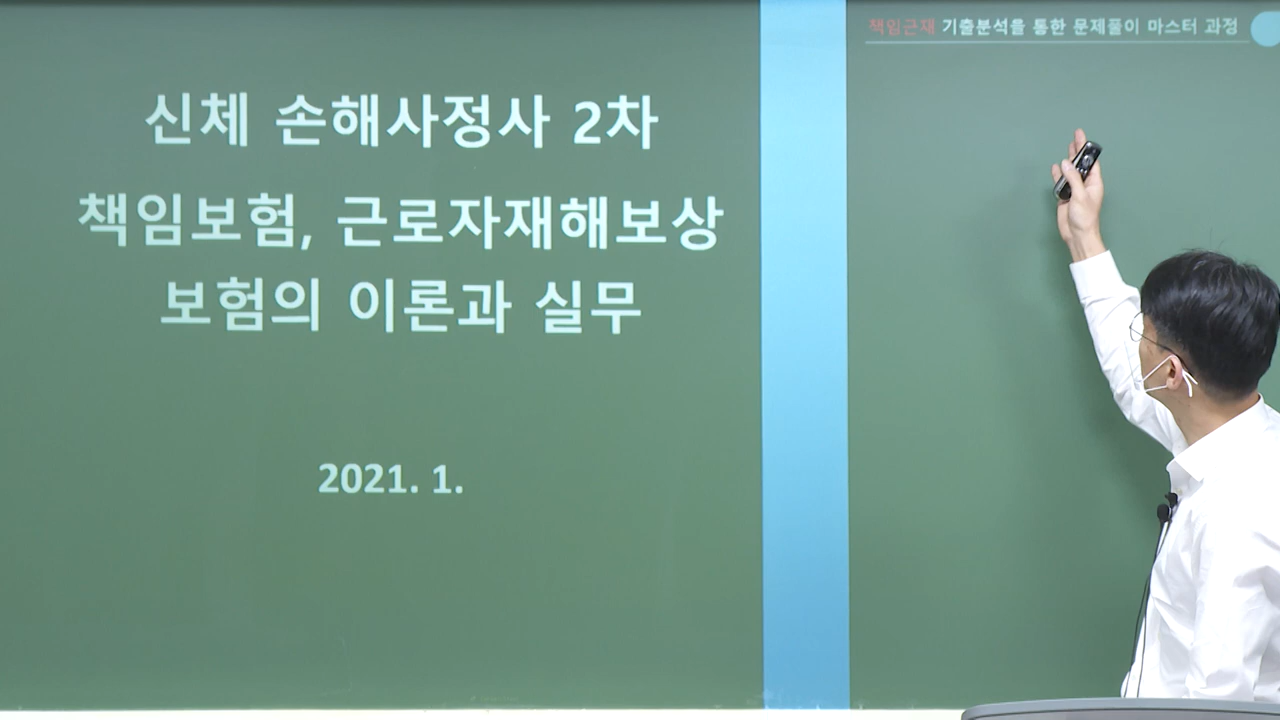 신체 손해사정사 2차
책임보험, 근로자재해보상
보험의 이론과 실무
2021. 1.
책임근재 기출분석을 통한 문제풀이 마스터 과정